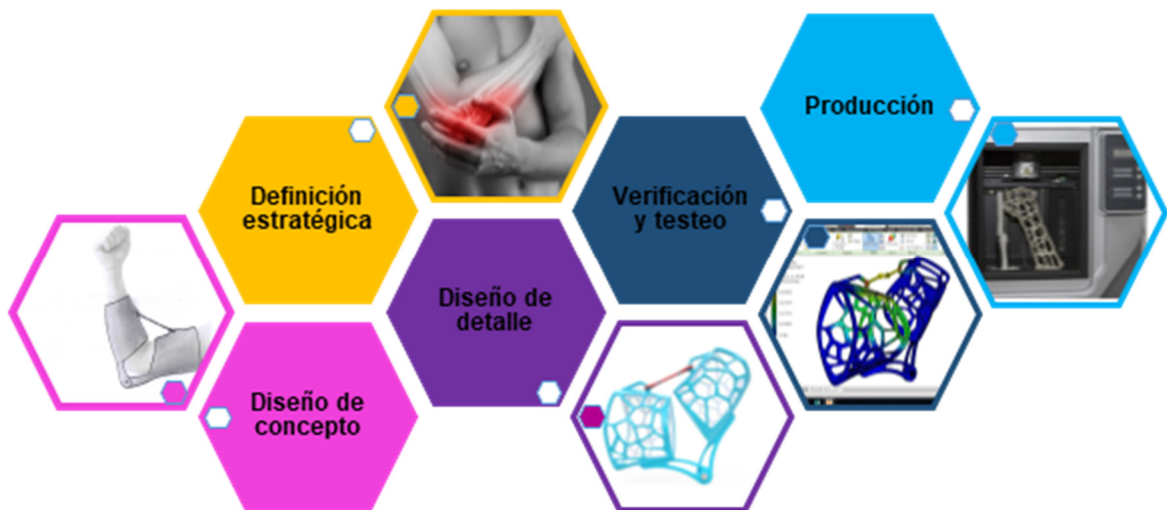 Producción
Definición
estratégica
Verificación
y testeo
Diseño de
detalle
Diseño de
concepto